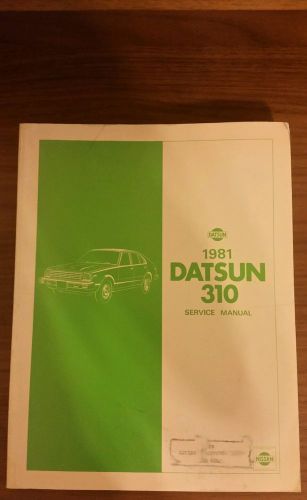 DATSUN
1981
DATSUN
310
SERVICE MANUAL
NISSAN